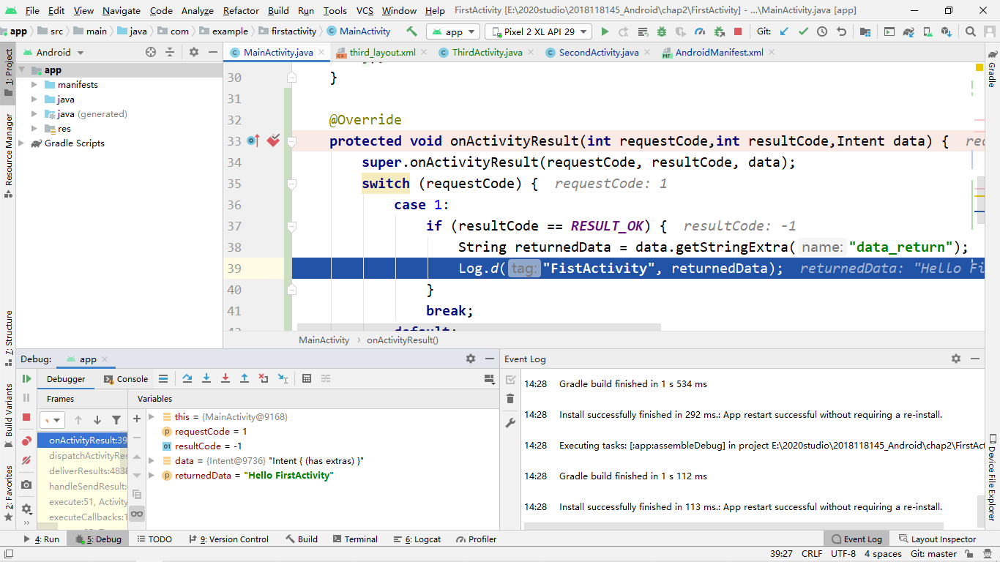 File Edit View Navigate Code Analyze Refactor Build Run Tools VCS Window Help FirstActivity [E:\2020studio\2018118145_Android\chap2\FirstActivity] - ...\MainActivity.java [app]
app src main java com example firstactivity MainActivity app Pixel 2 XL API 29 Git:
1: Project
Resource Manager
Z: Structure
Build Variants
2: Favorites
Android
app
manifests
java
java (generated)
res
Gradle Scripts
MainActivity.java third_layout.xml ThirdActivity.java SecondActivity.java AndroidManifest.xml
30 }
31
32 @Override
33 protected void onActivityResult(int requestCode,int resultCode,Intent data) {
34 super.onActivityResult(requestCode, resultCode, data);
35 switch (requestCode) { requestCode: 1
36 case 1:
37 if (resultCode == RESULT_OK) { resultCode: -1
38 String returnedData = data.getStringExtra( name: "data_return");
39 Log.d( tag: "FistActivity", returnedData); returnedData: "Hello Fi
40 }
41 break;
default:
MainActivity › onActivityResult()
Gradle
Device File Explorer
Debug: app
Debugger Console
Frames
onActivityResult:39
dispatchActivityRes
deliverResults:4838
handleSendResult:
execute:51, Activity
executeCallbacks:1
Variables
this = {MainActivity@9168}
requestCode = 1
resultCode = -1
data = {Intent@9736} "Intent { (has extras) }"
returnedData = "Hello FirstActivity"
Event Log
14:28 Gradle build finished in 1 s 534 ms
14:28 Install successfully finished in 292 ms.: App restart successful without requiring a re-install.
14:28 Executing tasks: [:app:assembleDebug] in project E:\2020studio\2018118145_Android\chap2\FirstAct
14:28 Gradle build finished in 1 s 112 ms
14:28 Install successfully finished in 113 ms.: App restart successful without requiring a re-install.
4: Run 5: Debug TODO 9: Version Control Build Terminal 6: Logcat Profiler Event Log Layout Inspector
39:27 CRLF UTF-8 4 spaces Git: master